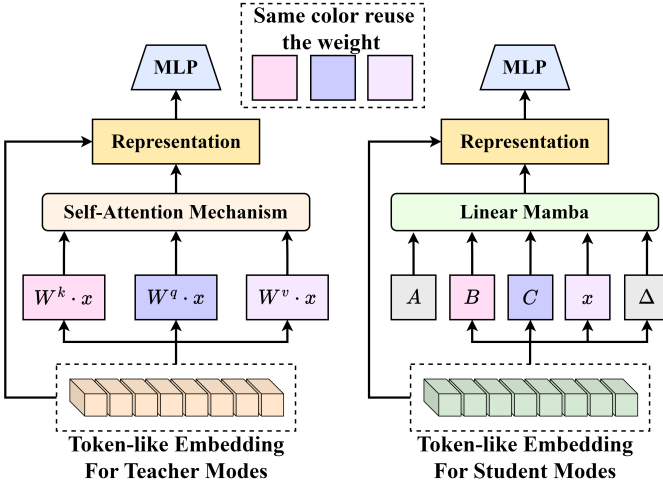 Same color reuse
the weight
MLP
Representation
Self-Attention Mechanism
W^k · x
W^q · x
W^v · x
Token-like Embedding
For Teacher Modes
MLP
Representation
Linear Mamba
A
B
C
x
Δ
Token-like Embedding
For Student Modes